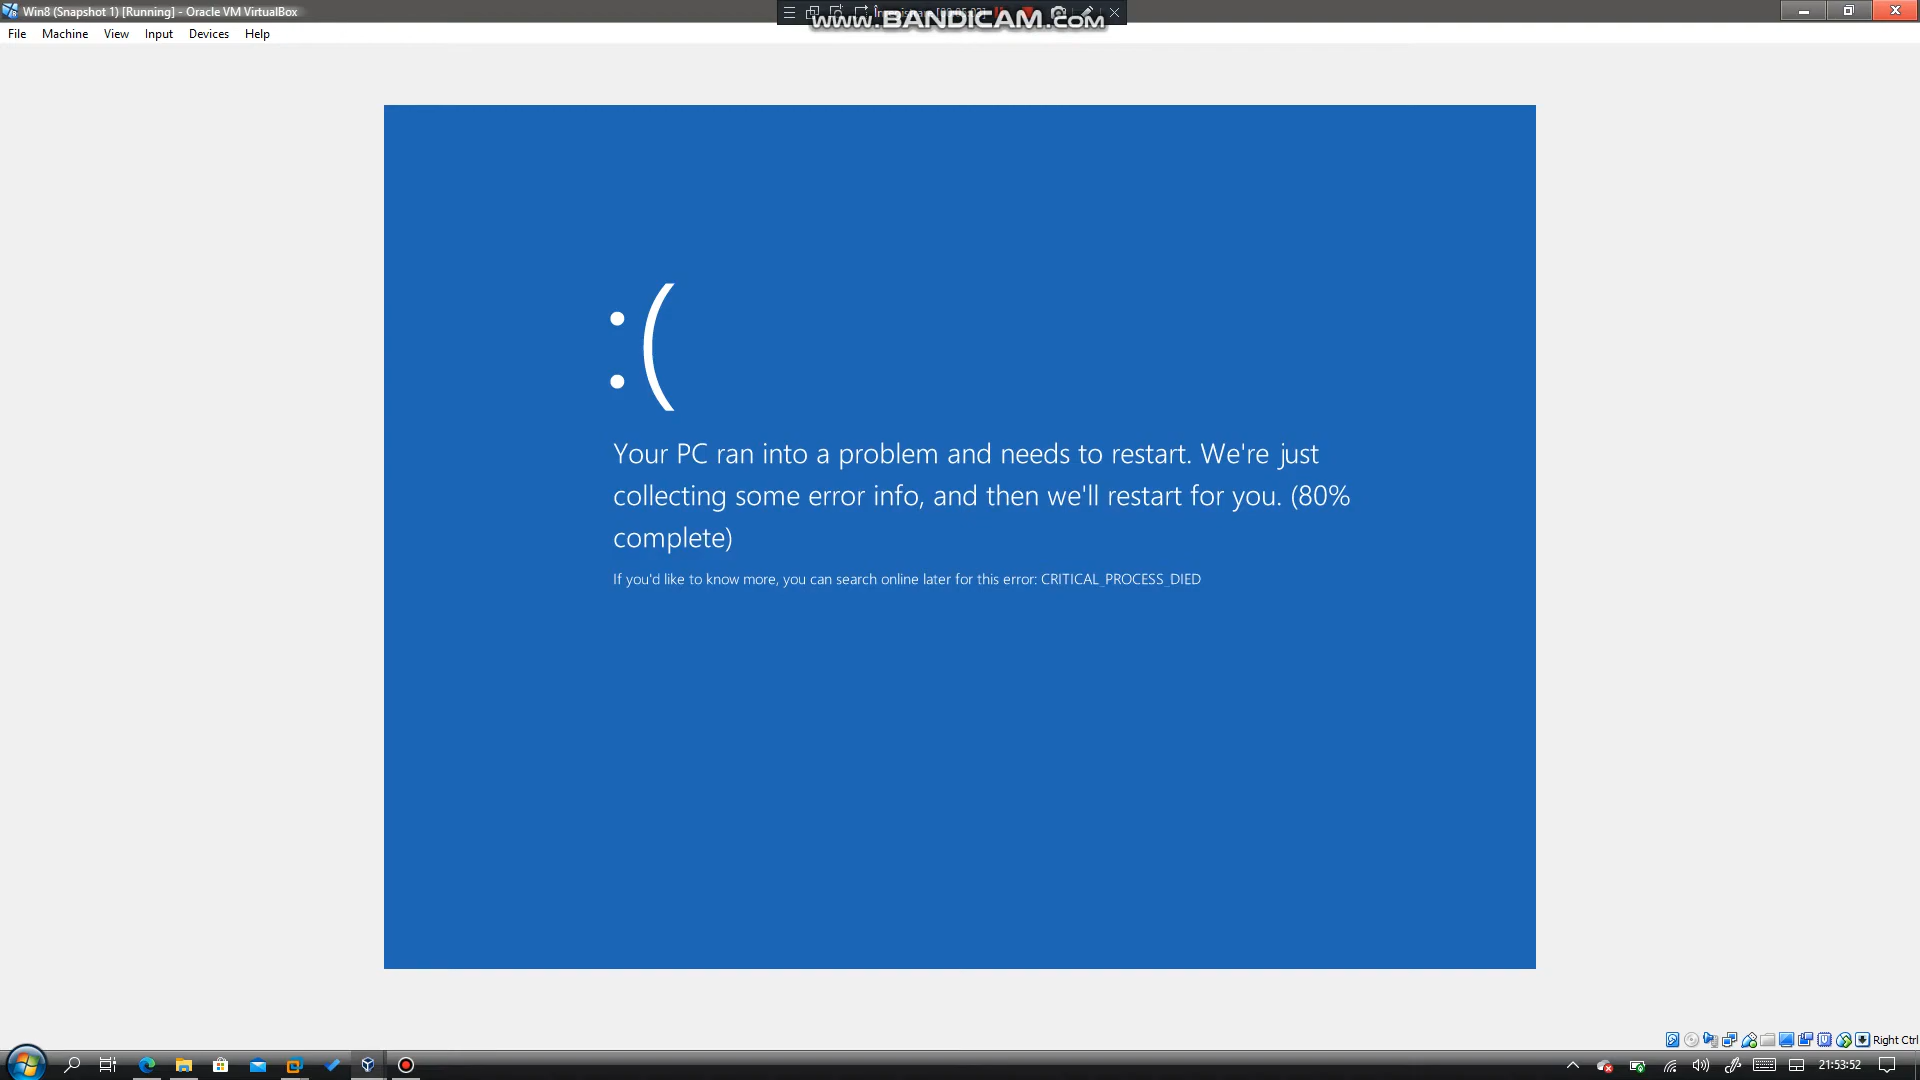 Win8 (Snapshot 1) [Running] - Oracle VM VirtualBox
www.BANDICAM.com
File Machine View Input Devices Help
:(
Your PC ran into a problem and needs to restart. We're just
collecting some error info, and then we'll restart for you. (80%
complete)
If you'd like to know more, you can search online later for this error: CRITICAL_PROCESS_DIED
Right Ctrl
21:53:52